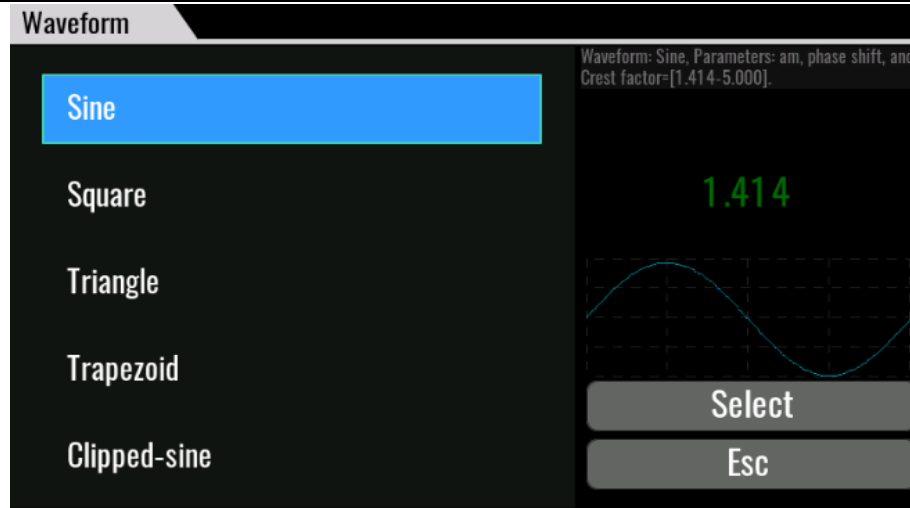 Waveform
Waveform: Sine, Parameters: am, phase shift, and
Crest factor=[1.414-5.000].
Sine
Square
1.414
Triangle
Trapezoid
Select
Clipped-sine
Esc